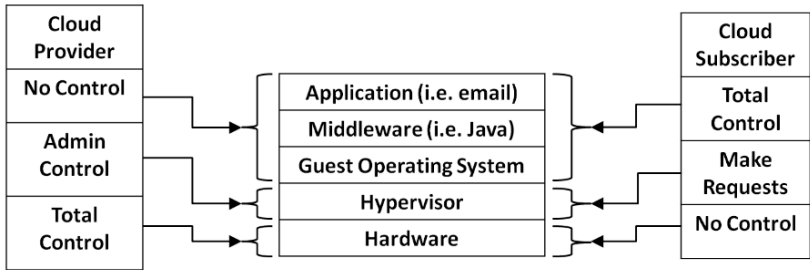 Cloud
Provider
No Control
Admin
Control
Total
Control
Application (i.e. email)
Middleware (i.e. Java)
Guest Operating System
Hypervisor
Hardware
Cloud
Subscriber
Total
Control
Make
Requests
No Control